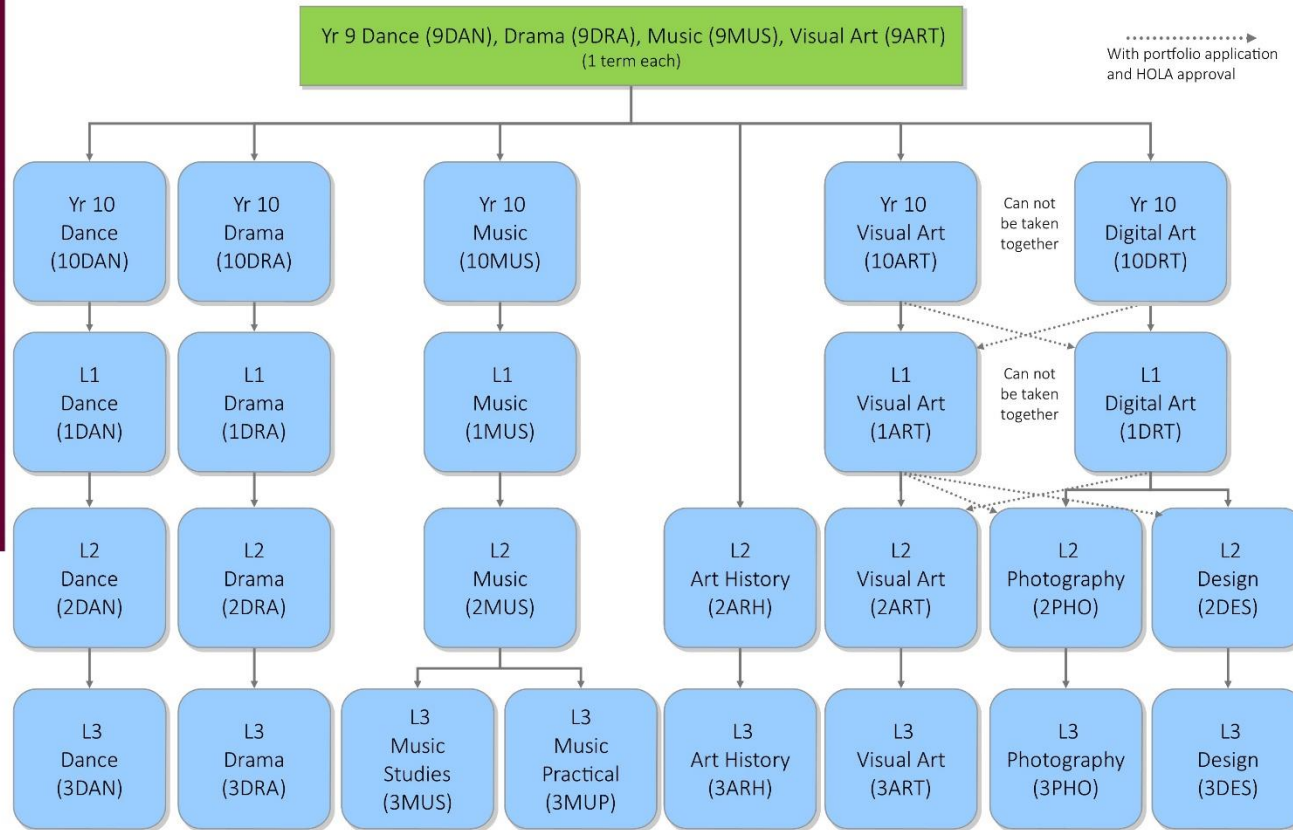 Yr 9 Dance (9DAN), Drama (9DRA), Music (9MUS), Visual Art (9ART)
(1 term each)
With portfolio application
and HOLA approval
Yr 10
Dance
(10DAN)
Yr 10
Drama
(10DRA)
Yr 10
Music
(10MUS)
Yr 10
Visual Art
(10ART)
Can not
be taken
together
Yr 10
Digital Art
(10DRT)
L1
Dance
(1DAN)
L1
Drama
(1DRA)
L1
Music
(1MUS)
L1
Visual Art
(1ART)
Can not
be taken
together
L1
Digital Art
(1DRT)
L2
Dance
(2DAN)
L2
Drama
(2DRA)
L2
Music
(2MUS)
L2
Art History
(2ARH)
L2
Visual Art
(2ART)
L2
Photography
(2PHO)
L2
Design
(2DES)
L3
Dance
(3DAN)
L3
Drama
(3DRA)
L3
Music
Studies
(3MUS)
L3
Music
Practical
(3MUP)
L3
Art History
(3ARH)
L3
Visual Art
(3ART)
L3
Photography
(3PHO)
L3
Design
(3DES)